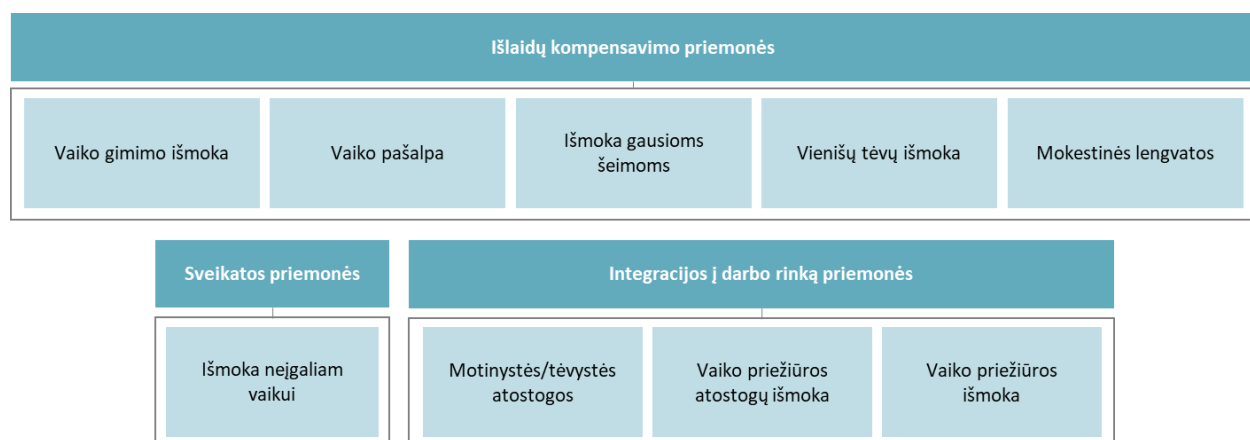 Išlaidų kompensavimo priemonės
Vaiko gimimo išmoka
Vaiko pašalpa
Išmoka gausioms
šeimoms
Vienišų tėvų išmoka
Mokestinės lengvatos
Sveikatos priemonės
Išmoka neįgaliam
vaikui
Integracijos į darbo rinką priemonės
Motinystės/tėvystės
atostogos
Vaiko priežiūros
atostogų išmoka
Vaiko priežiūros
išmoka